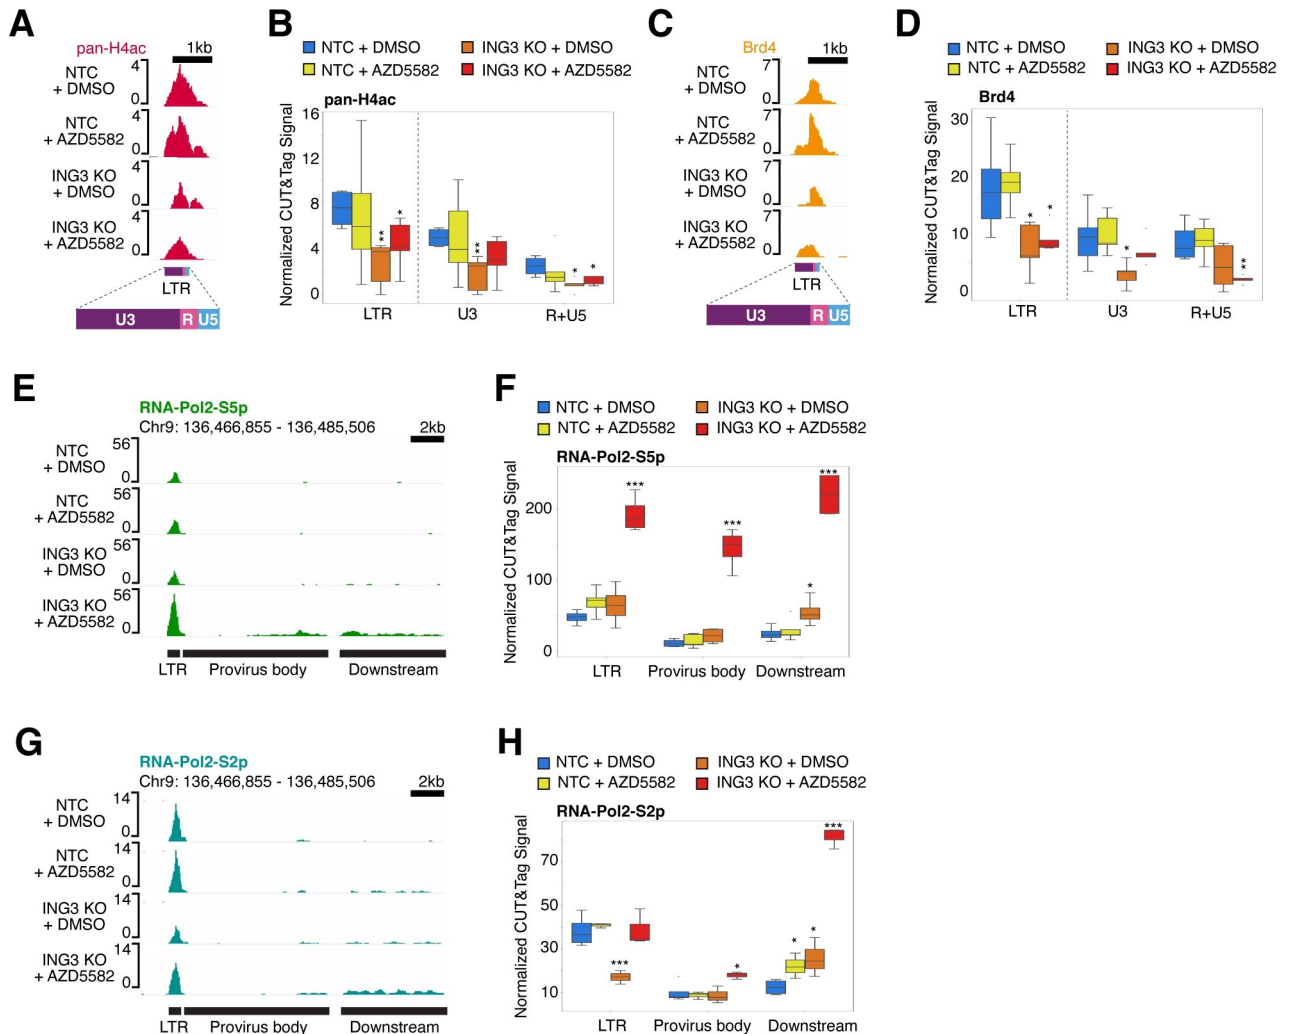 A
pan-H4ac
1kb
NTC
+ DMSO
4
0
NTC
+ AZD5582
4
0
ING3 KO
+ DMSO
4
0
ING3 KO
+ AZD5582
4
0
LTR
U3 R U5
B
NTC + DMSO
ING3 KO + DMSO
NTC + AZD5582
ING3 KO + AZD5582
pan-H4ac
Normalized CUT&Tag Signal
16
12
8
4
0
**
*
**
*
*
LTR U3 R+U5
C
Brd4
1kb
NTC
+ DMSO
7
0
NTC
+ AZD5582
7
0
ING3 KO
+ DMSO
7
0
ING3 KO
+ AZD5582
7
0
LTR
U3 R U5
D
NTC + DMSO
ING3 KO + DMSO
NTC + AZD5582
ING3 KO + AZD5582
Brd4
Normalized CUT&Tag Signal
30
20
10
0
*
*
*
**
LTR U3 R+U5
E
RNA-Pol2-S5p
Chr9: 136,466,855 - 136,485,506
2kb
NTC
+ DMSO
56
0
NTC
+ AZD5582
56
0
ING3 KO
+ DMSO
56
0
ING3 KO
+ AZD5582
56
0
LTR Provirus body Downstream
F
NTC + DMSO
ING3 KO + DMSO
NTC + AZD5582
ING3 KO + AZD5582
RNA-Pol2-S5p
Normalized CUT&Tag Signal
200
100
0
***
***
*
***
LTR Provirus body Downstream
G
RNA-Pol2-S2p
Chr9: 136,466,855 - 136,485,506
2kb
NTC
+ DMSO
14
0
NTC
+ AZD5582
14
0
ING3 KO
+ DMSO
14
0
ING3 KO
+ AZD5582
14
0
LTR Provirus body Downstream
H
NTC + DMSO
ING3 KO + DMSO
NTC + AZD5582
ING3 KO + AZD5582
RNA-Pol2-S2p
Normalized CUT&Tag Signal
70
50
30
10
***
*
*
*
***
LTR Provirus body Downstream